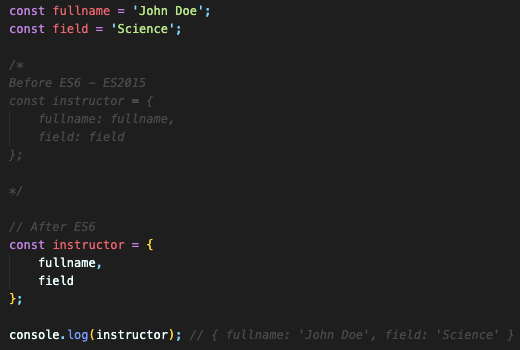 const fullname = 'John Doe';
const field = 'Science';

/*
Before ES6 - ES2015
const instructor = {
    fullname: fullname,
    field: field
};

*/

// After ES6
const instructor = {
    fullname,
    field
};

console.log(instructor); // { fullname: 'John Doe', field: 'Science' }